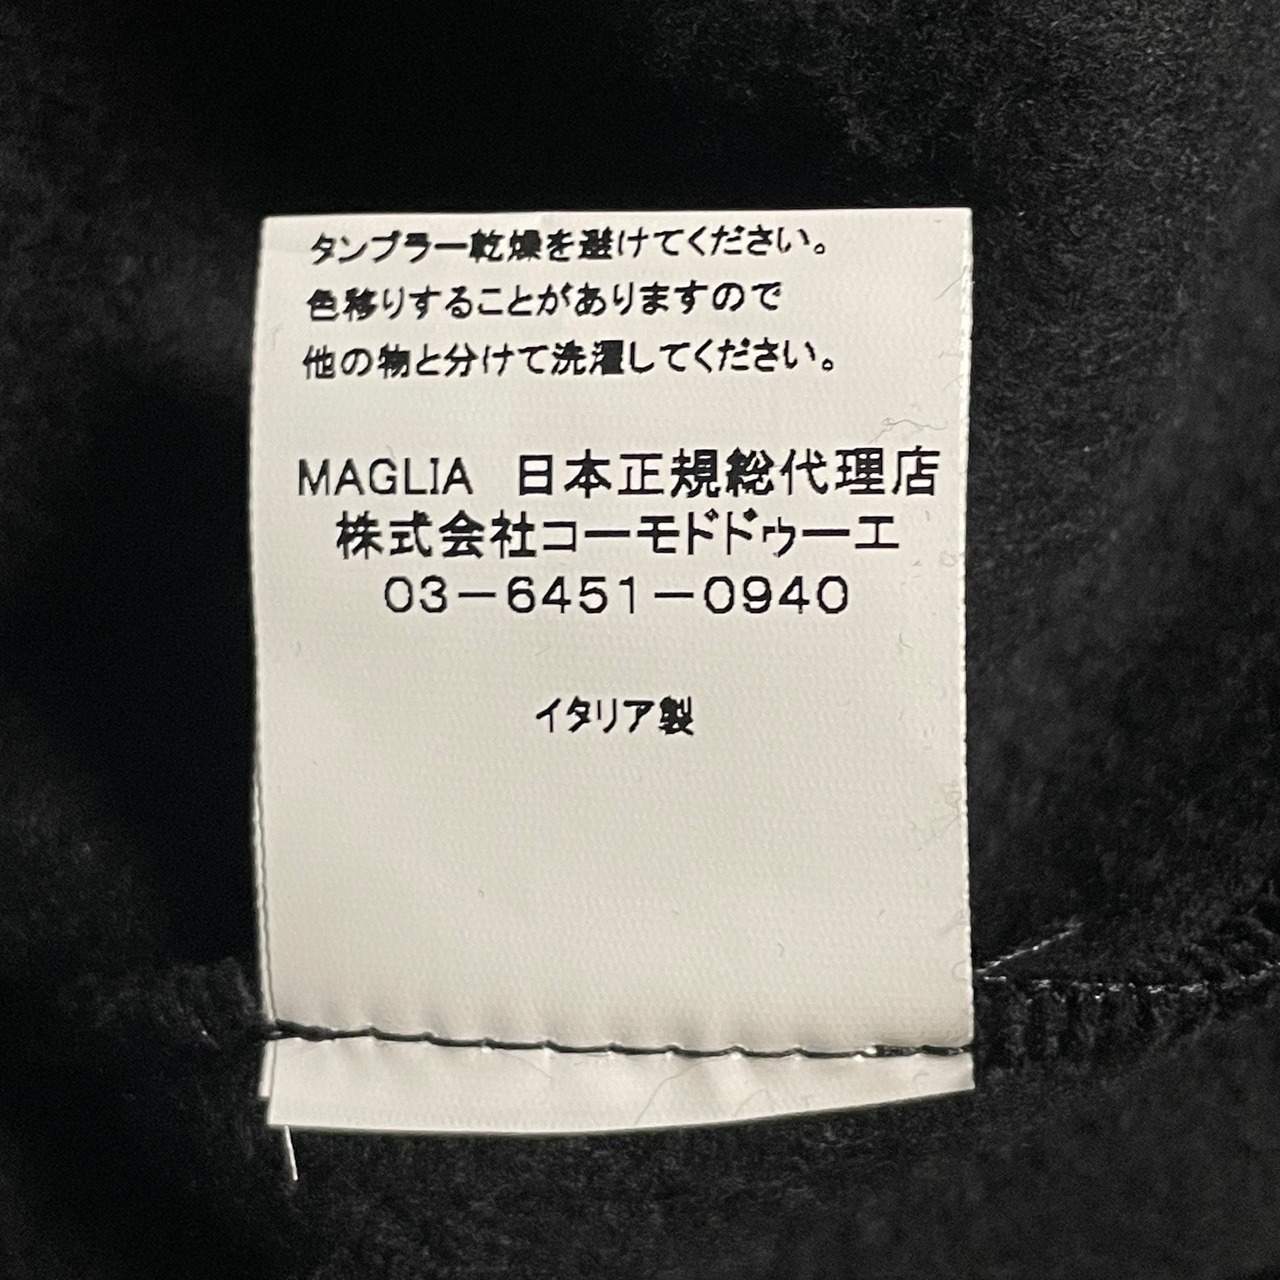 タンブラー乾燥を避けてください。
色移りすることがありますので
他の物と分けて洗濯してください。
MAGLIA 日本正規総代理店
株式会社コーモドドゥーエ
03-6451-0940
イタリア製